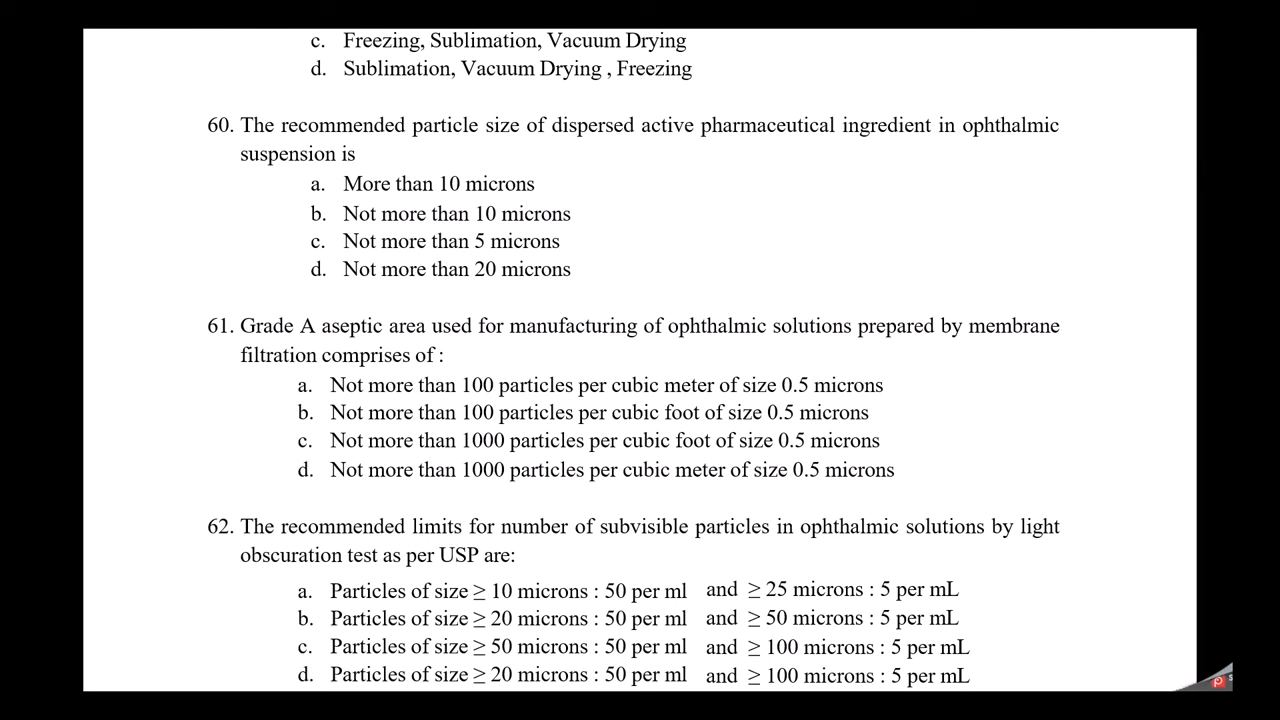 c. Freezing, Sublimation, Vacuum Drying
d. Sublimation, Vacuum Drying , Freezing
60. The recommended particle size of dispersed active pharmaceutical ingredient in ophthalmic
suspension is
a. More than 10 microns
b. Not more than 10 microns
c. Not more than 5 microns
d. Not more than 20 microns
61. Grade A aseptic area used for manufacturing of ophthalmic solutions prepared by membrane
filtration comprises of :
a. Not more than 100 particles per cubic meter of size 0.5 microns
b. Not more than 100 particles per cubic foot of size 0.5 microns
c. Not more than 1000 particles per cubic foot of size 0.5 microns
d. Not more than 1000 particles per cubic meter of size 0.5 microns
62. The recommended limits for number of subvisible particles in ophthalmic solutions by light
obscuration test as per USP are:
a. Particles of size ≥ 10 microns : 50 per ml and ≥ 25 microns : 5 per mL
b. Particles of size ≥ 20 microns : 50 per ml and ≥ 50 microns : 5 per mL
c. Particles of size ≥ 50 microns : 50 per ml and ≥ 100 microns : 5 per mL
d. Particles of size ≥ 20 microns : 50 per ml and ≥ 100 microns : 5 per mL